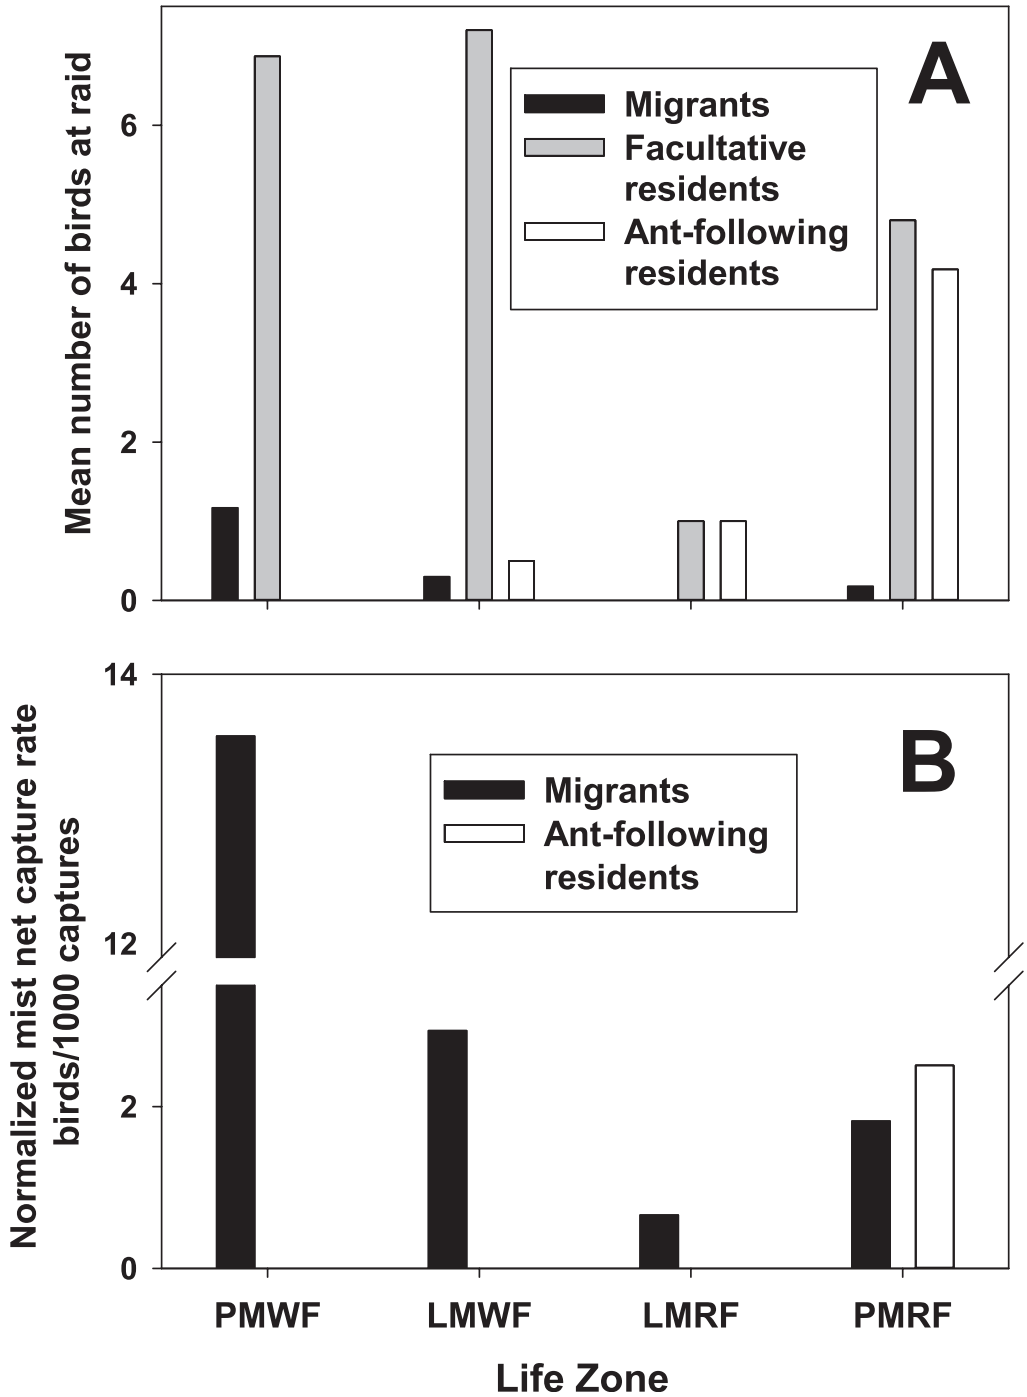 A
Mean number of birds at raid
6
4
2
0
Migrants
Facultative
residents
Ant-following
residents
B
Normalized mist net capture rate
birds/1000 captures
14
12
2
0
Migrants
Ant-following
residents
PMWF LMWF LMRF PMRF
Life Zone